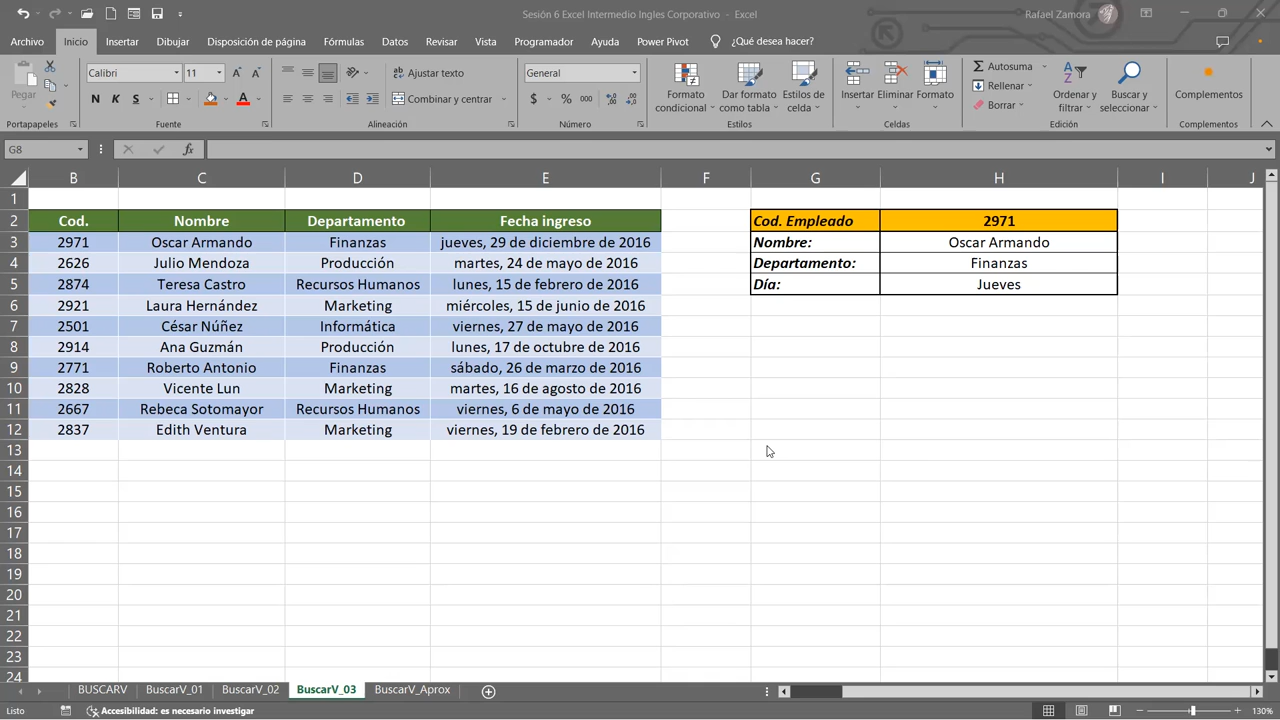 Sesión 6 Excel Intermedio Ingles Corporativo - Excel
Rafael Zamora
Archivo Inicio Insertar Dibujar Disposición de página Fórmulas Datos Revisar Vista Programador Ayuda Power Pivot ¿Qué desea hacer?
Pegar
Calibri 11
N K S
Ajustar texto
Combinar y centrar
General
$ % 000
Formato condicional
Dar formato como tabla
Estilos de celda
Insertar Eliminar Formato
Autosuma
Rellenar
Borrar
Ordenar y filtrar
Buscar y seleccionar
Complementos
Portapapeles Fuente Alineación Número Estilos Celdas Edición Complementos
G8 fx
B C D E F G H I J
1
2 Cod. Nombre Departamento Fecha ingreso Cod. Empleado 2971
3 2971 Oscar Armando Finanzas jueves, 29 de diciembre de 2016 Nombre: Oscar Armando
4 2626 Julio Mendoza Producción martes, 24 de mayo de 2016 Departamento: Finanzas
5 2874 Teresa Castro Recursos Humanos lunes, 15 de febrero de 2016 Día: Jueves
6 2921 Laura Hernández Marketing miércoles, 15 de junio de 2016
7 2501 César Núñez Informática viernes, 27 de mayo de 2016
8 2914 Ana Guzmán Producción lunes, 17 de octubre de 2016
9 2771 Roberto Antonio Finanzas sábado, 26 de marzo de 2016
10 2828 Vicente Lun Marketing martes, 16 de agosto de 2016
11 2667 Rebeca Sotomayor Recursos Humanos viernes, 6 de mayo de 2016
12 2837 Edith Ventura Marketing viernes, 19 de febrero de 2016
13
14
15
16
17
18
19
20
21
22
23
24
BUSCARV BuscarV_01 BuscarV_02 BuscarV_03 BuscarV_Aprox
Listo Accesibilidad: es necesario investigar 130%